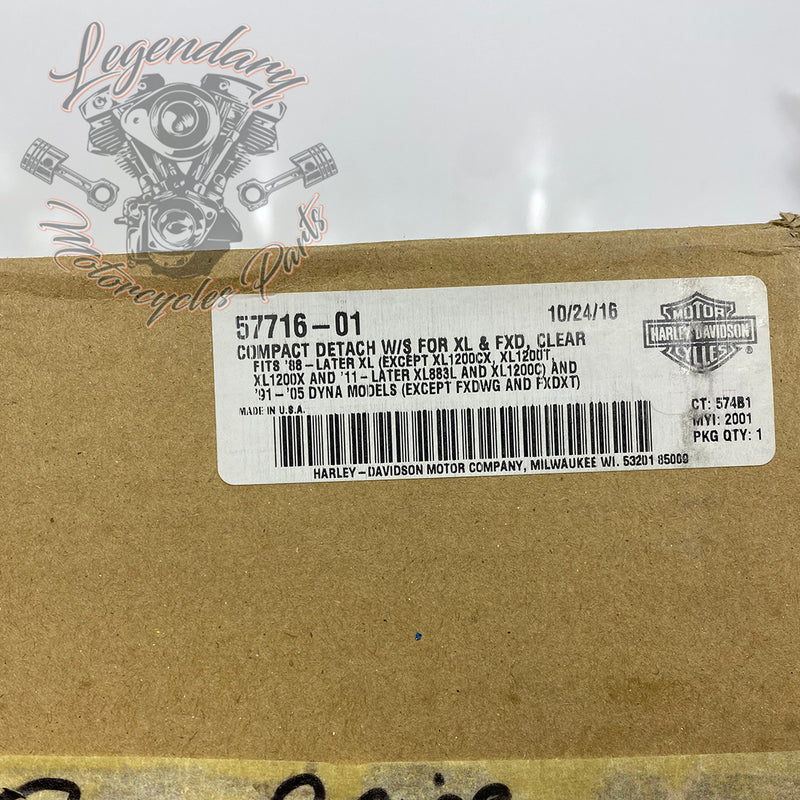 Legendary
Motorcycles Parts
57716-01
10/24/16
COMPACT DETACH W/S FOR XL & FXD, CLEAR
FITS '88-LATER XL (EXCEPT XL1200CX, XL1200T,
XL1200X AND '11-LATER XL883L AND XL1200C) AND
'91-'05 DYNA MODELS (EXCEPT FXDWG AND FXDXT)
MADE IN U.S.A.
MOTOR
HARLEY-DAVIDSON
CYCLES
®
CT: 574B1
MYI: 2001
PKG QTY: 1
HARLEY-DAVIDSON MOTOR COMPANY, MILWAUKEE WI. 53201 85000